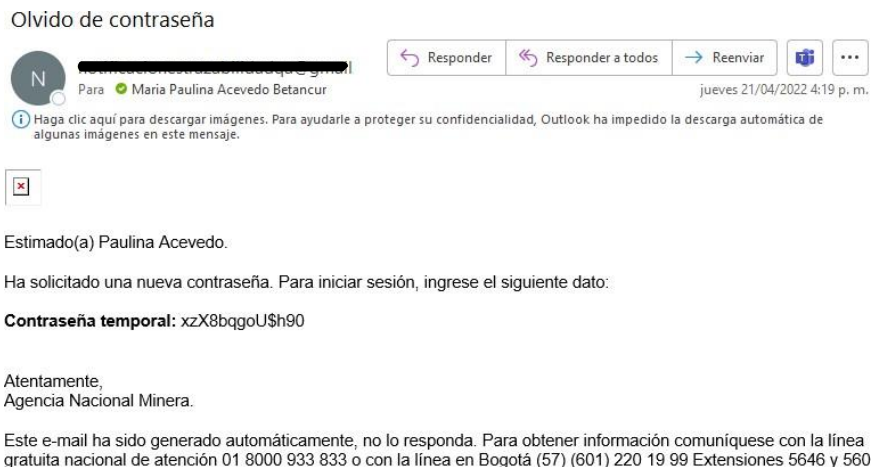 Olvido de contraseña
Responder
Responder a todos
Reenviar
N
Para Maria Paulina Acevedo Betancur
jueves 21/04/2022 4:19 p. m.
Haga clic aquí para descargar imágenes. Para ayudarle a proteger su confidencialidad, Outlook ha impedido la descarga automática de
algunas imágenes en este mensaje.
Estimado(a) Paulina Acevedo.
Ha solicitado una nueva contraseña. Para iniciar sesión, ingrese el siguiente dato:
Contraseña temporal: xzX8bqgoU$h90
Atentamente,
Agencia Nacional Minera.
Este e-mail ha sido generado automáticamente, no lo responda. Para obtener información comuníquese con la línea
gratuita nacional de atención 01 8000 933 833 o con la línea en Bogotá (57) (601) 220 19 99 Extensiones 5646 y 560